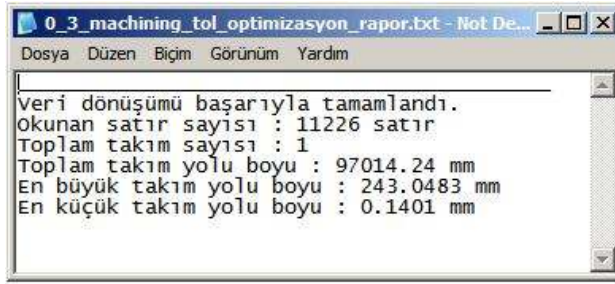 0_3_machining_tol_optimizasyon_rapor.txt - Not De...
Dosya Düzen Biçim Görünüm Yardım
Veri dönüşümü başarıyla tamamlandı.
Okunan satır sayısı : 11226 satır
Toplam takım sayısı : 1
Toplam takım yolu boyu : 97014.24 mm
En büyük takım yolu boyu : 243.0483 mm
En küçük takım yolu boyu : 0.1401 mm